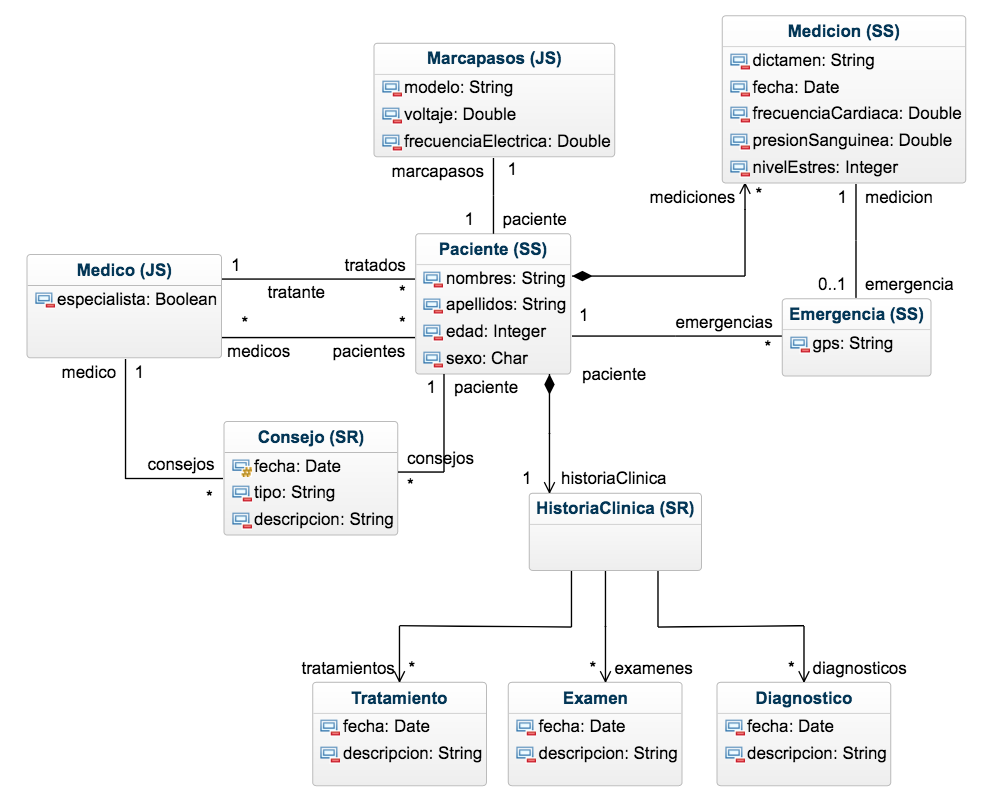 Marcapasos (JS)
modelo: String
voltaje: Double
frecuenciaElectrica: Double
Medicion (SS)
dictamen: String
fecha: Date
frecuenciaCardiaca: Double
presionSanguinea: Double
nivelEstres: Integer
marcapasos 1
1 paciente
mediciones *
1 medicion
0..1 emergencia
Medico (JS)
especialista: Boolean
1 tratados
tratante *
* *
medicos pacientes
Paciente (SS)
nombres: String
apellidos: String
edad: Integer
sexo: Char
1 emergencias
*
Emergencia (SS)
gps: String
medico 1
1 paciente
paciente
consejos
*
consejos
*
Consejo (SR)
fecha: Date
tipo: String
descripcion: String
1 historiaClinica
HistoriaClinica (SR)
tratamientos *
* examenes
* diagnosticos
Tratamiento
fecha: Date
descripcion: String
Examen
fecha: Date
descripcion: String
Diagnostico
fecha: Date
descripcion: String